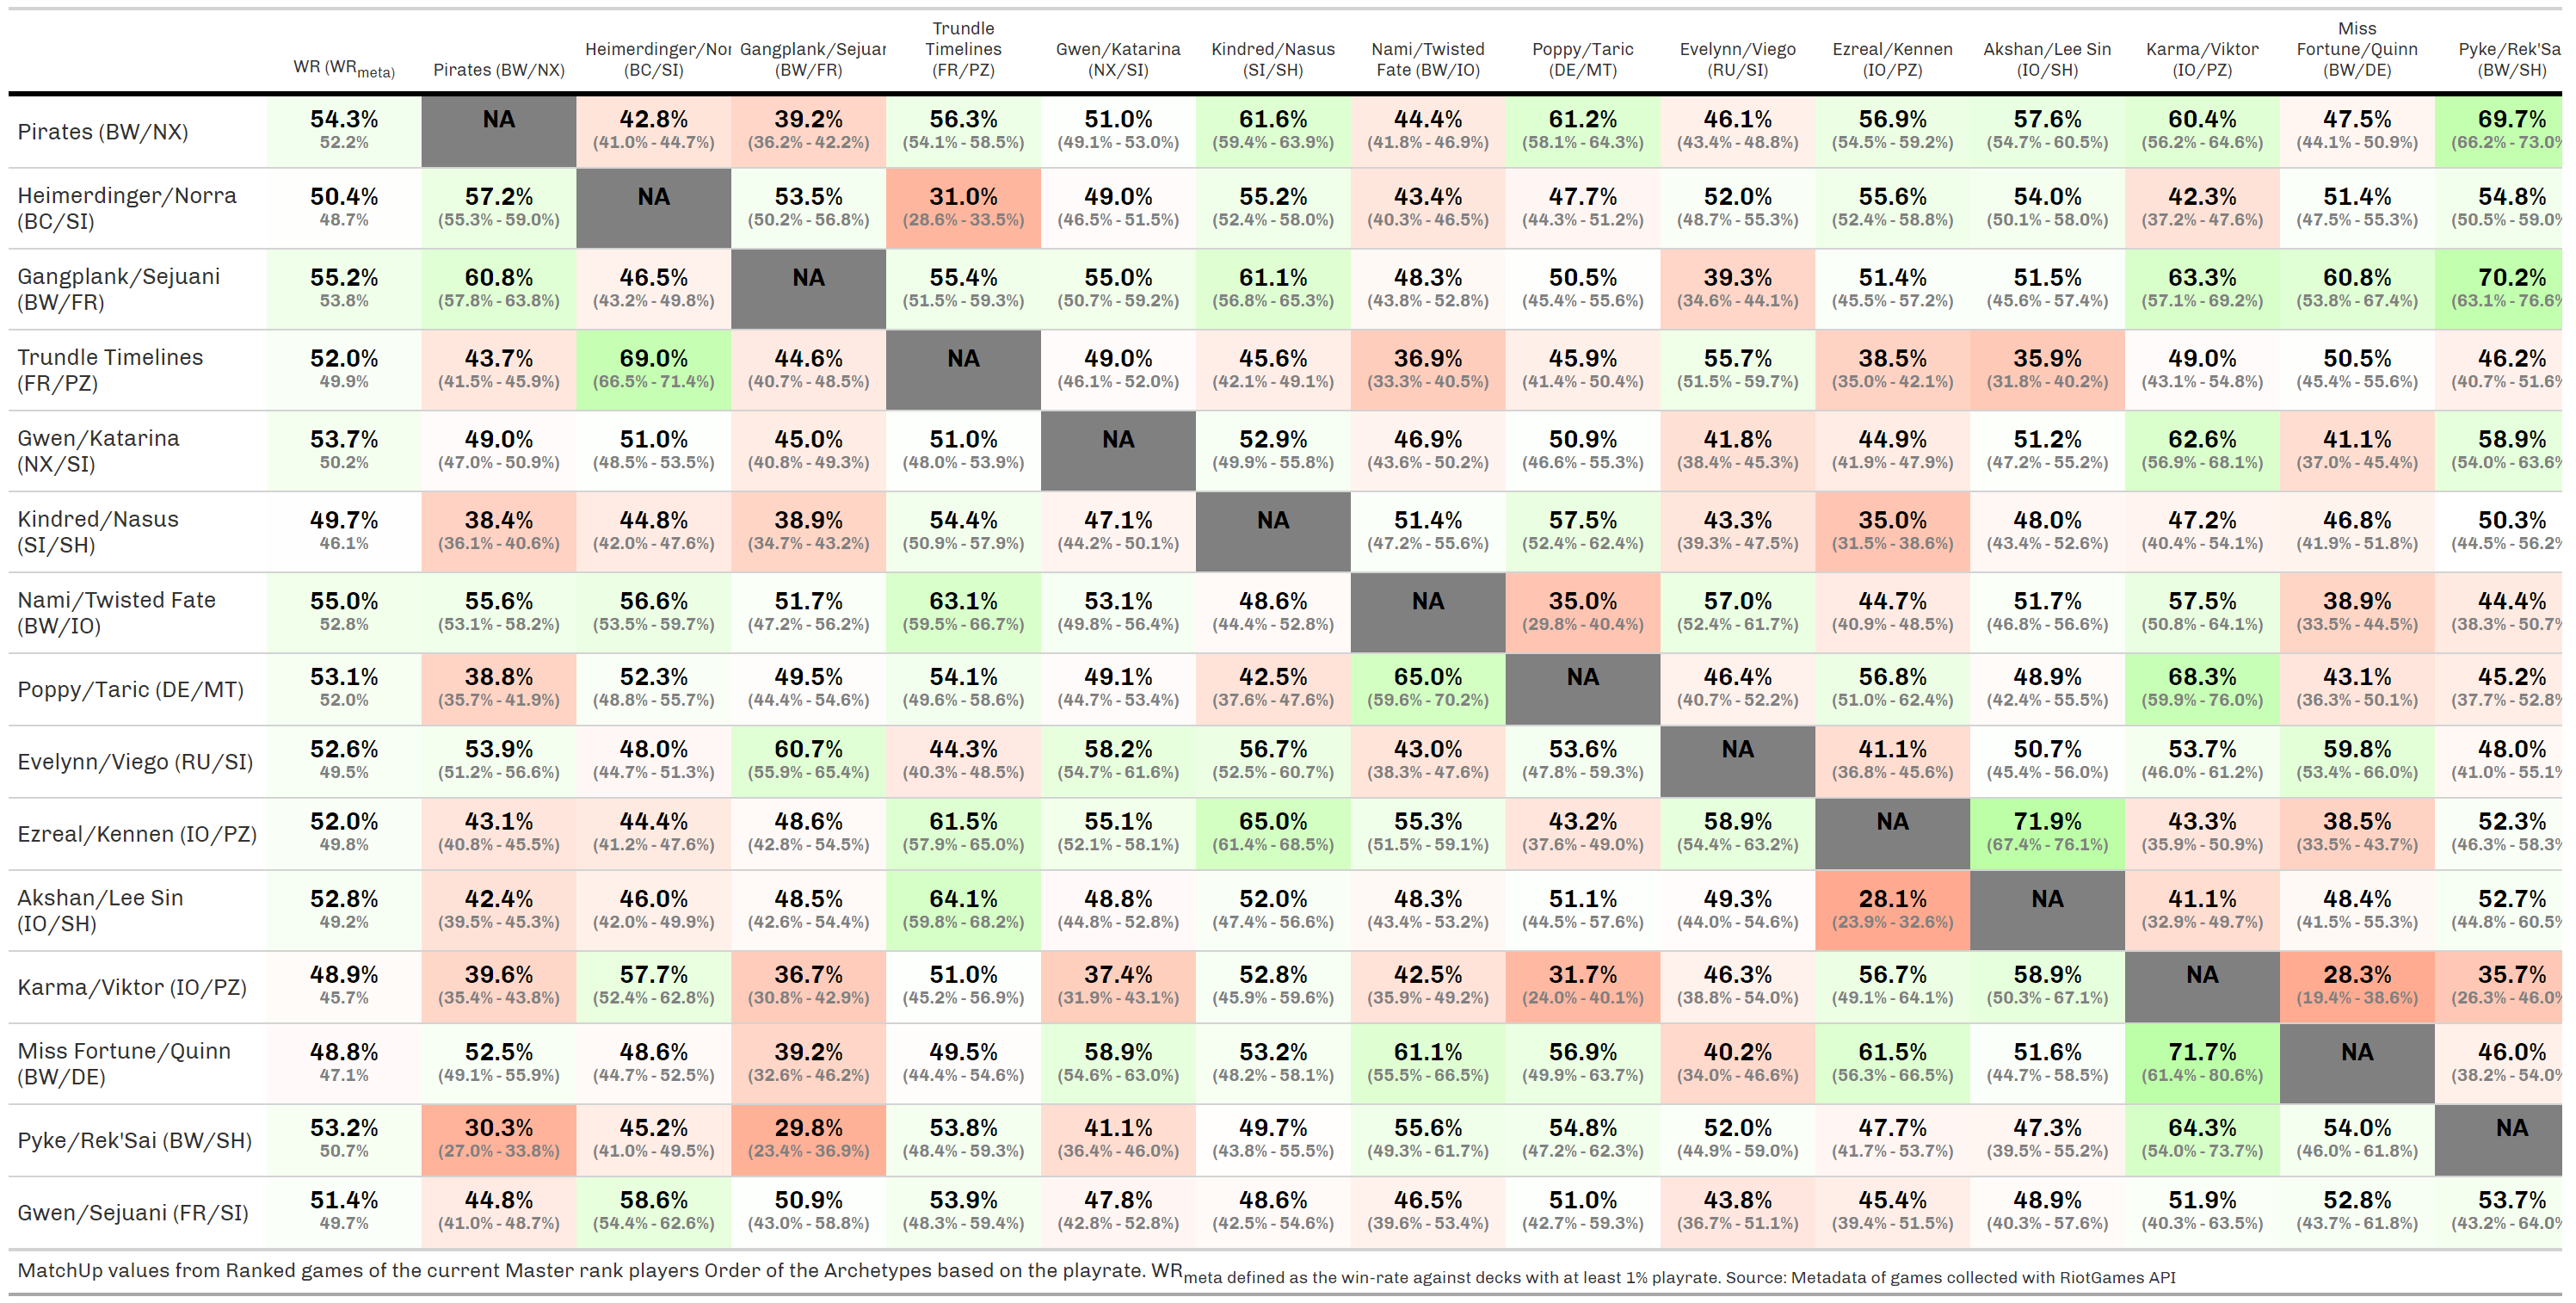 WR (WRmeta) Pirates (BW/NX) Heimerdinger/Nor (BC/SI) Gangplank/Sejuar (BW/FR) Trundle Timelines (FR/PZ) Gwen/Katarina (NX/SI) Kindred/Nasus (SI/SH) Nami/Twisted Fate (BW/IO) Poppy/Taric (DE/MT) Evelynn/Viego (RU/SI) Ezreal/Kennen (IO/PZ) Akshan/Lee Sin (IO/SH) Karma/Viktor (IO/PZ) Miss Fortune/Quinn (BW/DE) Pyke/Rek'Sa (BW/SH)
Pirates (BW/NX) 54.3% NA 42.8% 39.2% 56.3% 51.0% 61.6% 44.4% 61.2% 46.1% 56.9% 57.6% 60.4% 47.5% 69.7%
52.2% (41.0% - 44.7%) (36.2% - 42.2%) (54.1% - 58.5%) (49.1% - 53.0%) (59.4% - 63.9%) (41.8% - 46.9%) (58.1% - 64.3%) (43.4% - 48.8%) (54.5% - 59.2%) (54.7% - 60.5%) (56.2% - 64.6%) (44.1% - 50.9%) (66.2% - 73.0%
Heimerdinger/Norra 50.4% 57.2% NA 53.5% 31.0% 49.0% 55.2% 43.4% 47.7% 52.0% 55.6% 54.0% 42.3% 51.4% 54.8%
(BC/SI) 48.7% (55.3% - 59.0%) (50.2% - 56.8%) (28.6% - 33.5%) (46.5% - 51.5%) (52.4% - 58.0%) (40.3% - 46.5%) (44.3% - 51.2%) (48.7% - 55.3%) (52.4% - 58.8%) (50.1% - 58.0%) (37.2% - 47.6%) (47.5% - 55.3%) (50.5% - 59.0%
Gangplank/Sejuani 55.2% 60.8% 46.5% NA 55.4% 55.0% 61.1% 48.3% 50.5% 39.3% 51.4% 51.5% 63.3% 60.8% 70.2%
(BW/FR) 53.8% (57.8% - 63.8%) (43.2% - 49.8%) (51.5% - 59.3%) (50.7% - 59.2%) (56.8% - 65.3%) (43.8% - 52.8%) (45.4% - 55.6%) (34.6% - 44.1%) (45.5% - 57.2%) (45.6% - 57.4%) (57.1% - 69.2%) (53.8% - 67.4%) (63.1% - 76.6%
Trundle Timelines 52.0% 43.7% 69.0% 44.6% NA 49.0% 45.6% 36.9% 45.9% 55.7% 38.5% 35.9% 49.0% 50.5% 46.2%
(FR/PZ) 49.9% (41.5% - 45.9%) (66.5% - 71.4%) (40.7% - 48.5%) (46.1% - 52.0%) (42.1% - 49.1%) (33.3% - 40.5%) (41.4% - 50.4%) (51.5% - 59.7%) (35.0% - 42.1%) (31.8% - 40.2%) (43.1% - 54.8%) (45.4% - 55.6%) (40.7% - 51.6%
Gwen/Katarina 53.7% 49.0% 51.0% 45.0% 51.0% NA 52.9% 46.9% 50.9% 41.8% 44.9% 51.2% 62.6% 41.1% 58.9%
(NX/SI) 50.2% (47.0% - 50.9%) (48.5% - 53.5%) (40.8% - 49.3%) (48.0% - 53.9%) (49.9% - 55.8%) (43.6% - 50.2%) (46.6% - 55.3%) (38.4% - 45.3%) (41.9% - 47.9%) (47.2% - 55.2%) (56.9% - 68.1%) (37.0% - 45.4%) (54.0% - 63.6%
Kindred/Nasus 49.7% 38.4% 44.8% 38.9% 54.4% 47.1% NA 51.4% 57.5% 43.3% 35.0% 48.0% 47.2% 46.8% 50.3%
(SI/SH) 46.1% (36.1% - 40.6%) (42.0% - 47.6%) (34.7% - 43.2%) (50.9% - 57.9%) (44.2% - 50.1%) (47.2% - 55.6%) (52.4% - 62.4%) (39.3% - 47.5%) (31.5% - 38.6%) (43.4% - 52.6%) (40.4% - 54.1%) (41.9% - 51.8%) (44.5% - 56.2%
Nami/Twisted Fate 55.0% 55.6% 56.6% 51.7% 63.1% 53.1% 48.6% NA 35.0% 57.0% 44.7% 51.7% 57.5% 38.9% 44.4%
(BW/IO) 52.8% (53.1% - 58.2%) (53.5% - 59.7%) (47.2% - 56.2%) (59.5% - 66.7%) (49.8% - 56.4%) (44.4% - 52.8%) (29.8% - 40.4%) (52.4% - 61.7%) (40.9% - 48.5%) (46.8% - 56.6%) (50.8% - 64.1%) (33.5% - 44.5%) (38.3% - 50.7%
Poppy/Taric (DE/MT) 53.1% 38.8% 52.3% 49.5% 54.1% 49.1% 42.5% 65.0% NA 46.4% 56.8% 48.9% 68.3% 43.1% 45.2%
52.0% (35.7% - 41.9%) (48.8% - 55.7%) (44.4% - 54.6%) (49.6% - 58.6%) (44.7% - 53.4%) (37.6% - 47.6%) (59.6% - 70.2%) (40.7% - 52.2%) (51.0% - 62.4%) (42.4% - 55.5%) (59.9% - 76.0%) (36.3% - 50.1%) (37.7% - 52.8%
Evelynn/Viego (RU/SI) 52.6% 53.9% 48.0% 60.7% 44.3% 58.2% 56.7% 43.0% 53.6% NA 41.1% 50.7% 53.7% 59.8% 48.0%
49.5% (51.2% - 56.6%) (44.7% - 51.3%) (55.9% - 65.4%) (40.3% - 48.5%) (54.7% - 61.6%) (52.5% - 60.7%) (38.3% - 47.6%) (47.8% - 59.3%) (36.8% - 45.6%) (45.4% - 56.0%) (46.0% - 61.2%) (53.4% - 66.0%) (41.0% - 55.1%
Ezreal/Kennen (IO/PZ) 52.0% 43.1% 44.4% 48.6% 61.5% 55.1% 65.0% 55.3% 43.2% 58.9% NA 71.9% 43.3% 38.5% 52.3%
49.8% (40.8% - 45.5%) (41.2% - 47.6%) (42.8% - 54.5%) (57.9% - 65.0%) (52.1% - 58.1%) (61.4% - 68.5%) (51.5% - 59.1%) (37.6% - 49.0%) (54.4% - 63.2%) (67.4% - 76.1%) (35.9% - 50.9%) (33.5% - 43.7%) (46.3% - 58.3%
Akshan/Lee Sin 52.8% 42.4% 46.0% 48.5% 64.1% 48.8% 52.0% 48.3% 51.1% 49.3% 28.1% NA 41.1% 48.4% 52.7%
(IO/SH) 49.2% (39.5% - 45.3%) (42.0% - 49.9%) (42.6% - 54.4%) (59.8% - 68.2%) (44.8% - 52.8%) (47.4% - 56.6%) (43.4% - 53.2%) (44.5% - 57.6%) (44.0% - 54.6%) (23.9% - 32.6%) (32.9% - 49.7%) (41.5% - 55.3%) (44.8% - 60.5%
Karma/Viktor (IO/PZ) 48.9% 39.6% 57.7% 36.7% 51.0% 37.4% 52.8% 42.5% 31.7% 46.3% 56.7% 58.9% NA 28.3% 35.7%
45.7% (35.4% - 43.8%) (52.4% - 62.8%) (30.8% - 42.9%) (45.2% - 56.9%) (31.9% - 43.1%) (45.9% - 59.6%) (35.9% - 49.2%) (24.0% - 40.1%) (38.8% - 54.0%) (49.1% - 64.1%) (50.3% - 67.1%) (19.4% - 38.6%) (26.3% - 46.0%
Miss Fortune/Quinn 48.8% 52.5% 48.6% 39.2% 49.5% 58.9% 53.2% 61.1% 56.9% 40.2% 61.5% 51.6% 71.7% NA 46.0%
(BW/DE) 47.1% (49.1% - 55.9%) (44.7% - 52.5%) (32.6% - 46.2%) (44.4% - 54.6%) (54.6% - 63.0%) (48.2% - 58.1%) (55.5% - 66.5%) (49.9% - 63.7%) (34.0% - 46.6%) (56.3% - 66.5%) (44.7% - 58.5%) (61.4% - 80.6%) (38.2% - 54.0%
Pyke/Rek'Sai (BW/SH) 53.2% 30.3% 45.2% 29.8% 53.8% 41.1% 49.7% 55.6% 54.8% 52.0% 47.7% 47.3% 64.3% 54.0% NA
50.7% (27.0% - 33.8%) (41.0% - 49.5%) (23.4% - 36.9%) (48.4% - 59.3%) (36.4% - 46.0%) (43.8% - 55.5%) (49.3% - 61.7%) (47.2% - 62.3%) (44.9% - 59.0%) (41.7% - 53.7%) (39.5% - 55.2%) (54.0% - 73.7%) (46.0% - 61.8%)
Gwen/Sejuani (FR/SI) 51.4% 44.8% 58.6% 50.9% 53.9% 47.8% 48.6% 46.5% 51.0% 43.8% 45.4% 48.9% 51.9% 52.8% 53.7%
49.7% (41.0% - 48.7%) (54.4% - 62.6%) (43.0% - 58.8%) (48.3% - 59.4%) (42.8% - 52.8%) (42.5% - 54.6%) (39.6% - 53.4%) (42.7% - 59.3%) (36.7% - 51.1%) (39.4% - 51.5%) (40.3% - 57.6%) (40.3% - 63.5%) (43.7% - 61.8%) (43.2% - 64.0%
MatchUp values from Ranked games of the current Master rank players Order of the Archetypes based on the playrate. WRmeta defined as the win-rate against decks with at least 1% playrate. Source: Metadata of games collected with RiotGames API